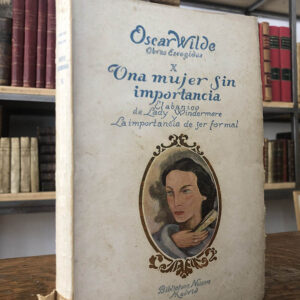 Oscar Wilde
Obras Escogidas
X
Una mujer sin
importancia
El abanico
de Lady Windermere
La importancia de ser formal
Biblioteca Nueva
Madrid